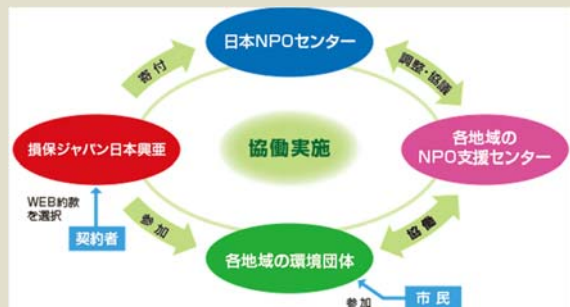 日本NPOセンター
寄付
調整・協議
損保ジャパン日本興亜
協働実施
各地域の
NPO支援センター
WEB約款
を選択
契約者
参加
協働
各地域の環境団体
参加
市民